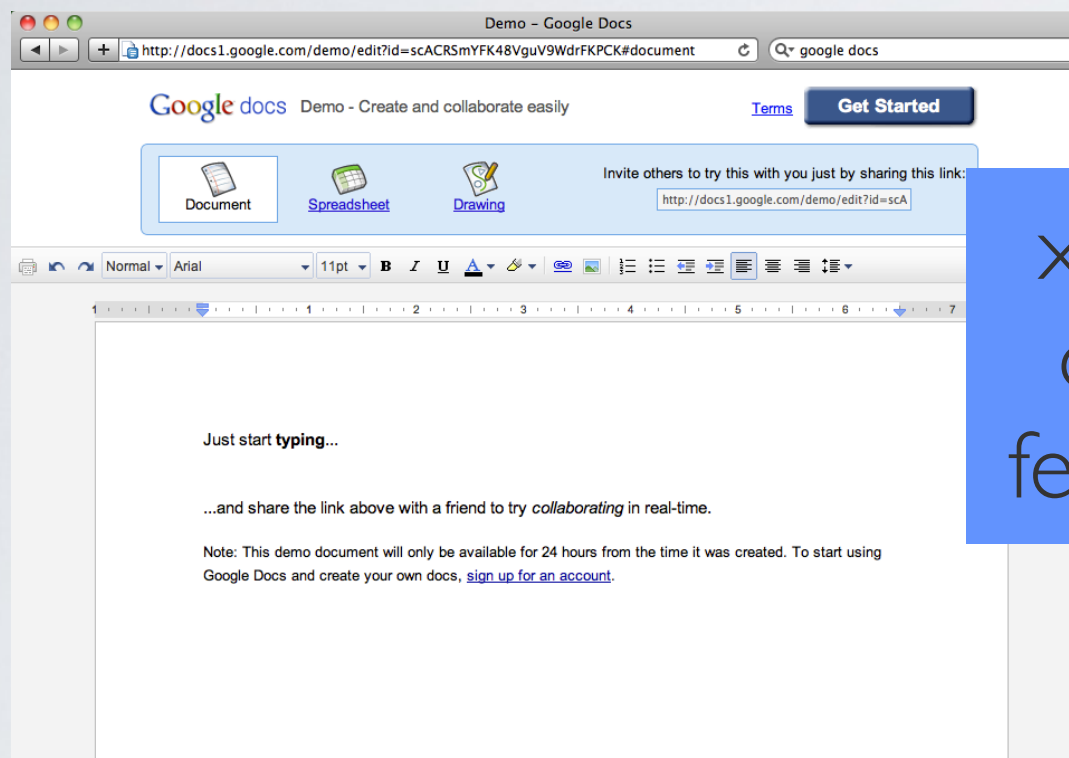 Demo – Google Docs
http://docs1.google.com/demo/edit?id=scACRSmYFK48VguV9WdrFKPCK#document
google docs
Google docs Demo - Create and collaborate easily
Terms
Get Started
Document
Spreadsheet
Drawing
Invite others to try this with you just by sharing this link:
http://docs1.google.com/demo/edit?id=scA
Normal Arial 11pt B I U A
1 1 2 3 4 5 6 7
Just start typing...
...and share the link above with a friend to try collaborating in real-time.
Note: This demo document will only be available for 24 hours from the time it was created. To start using
Google Docs and create your own docs, sign up for an account.